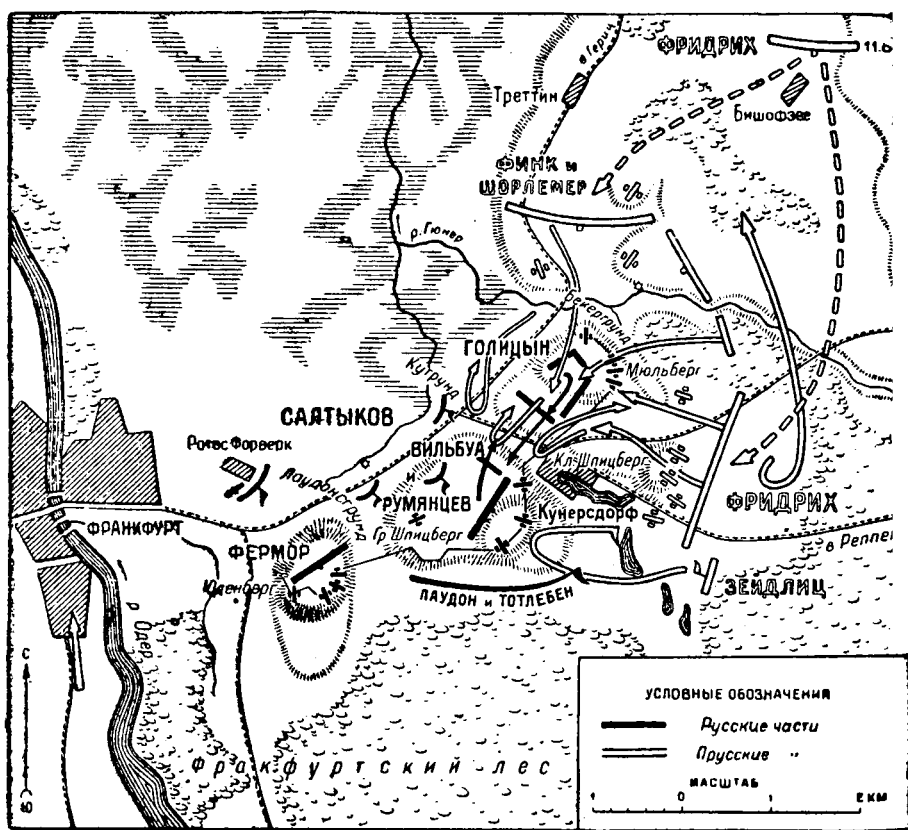 ФРИДРИХ
в Гериц
Треттин
Бишофзее
ФИНК и
ШОРЛЕМЕР
р. Гюнер
Бекергрунд
ГОЛИЦЫН
Кугрунд
Мюльберг
САЛТЫКОВ
Ротес Форверк
Лаудонсгрунд
ВИЛЬБУА
и
РУМЯНЦЕВ
Кл. Шпицберг
Гр. Шпицберг
Кунерсдорф
ФРИДРИХ
в Реппен
ФРАНКФУРТ
ФЕРМОР
Юденберг
ЛАУДОН и ТОТЛЕБЕН
ЗЕЙДЛИЦ
р. Одер
С
Ю
Франкфуртский лес
УСЛОВНЫЕ ОБОЗНАЧЕНИЯ
Русские части
Прусские "
МАСШТАБ
1 0 1 2 КМ